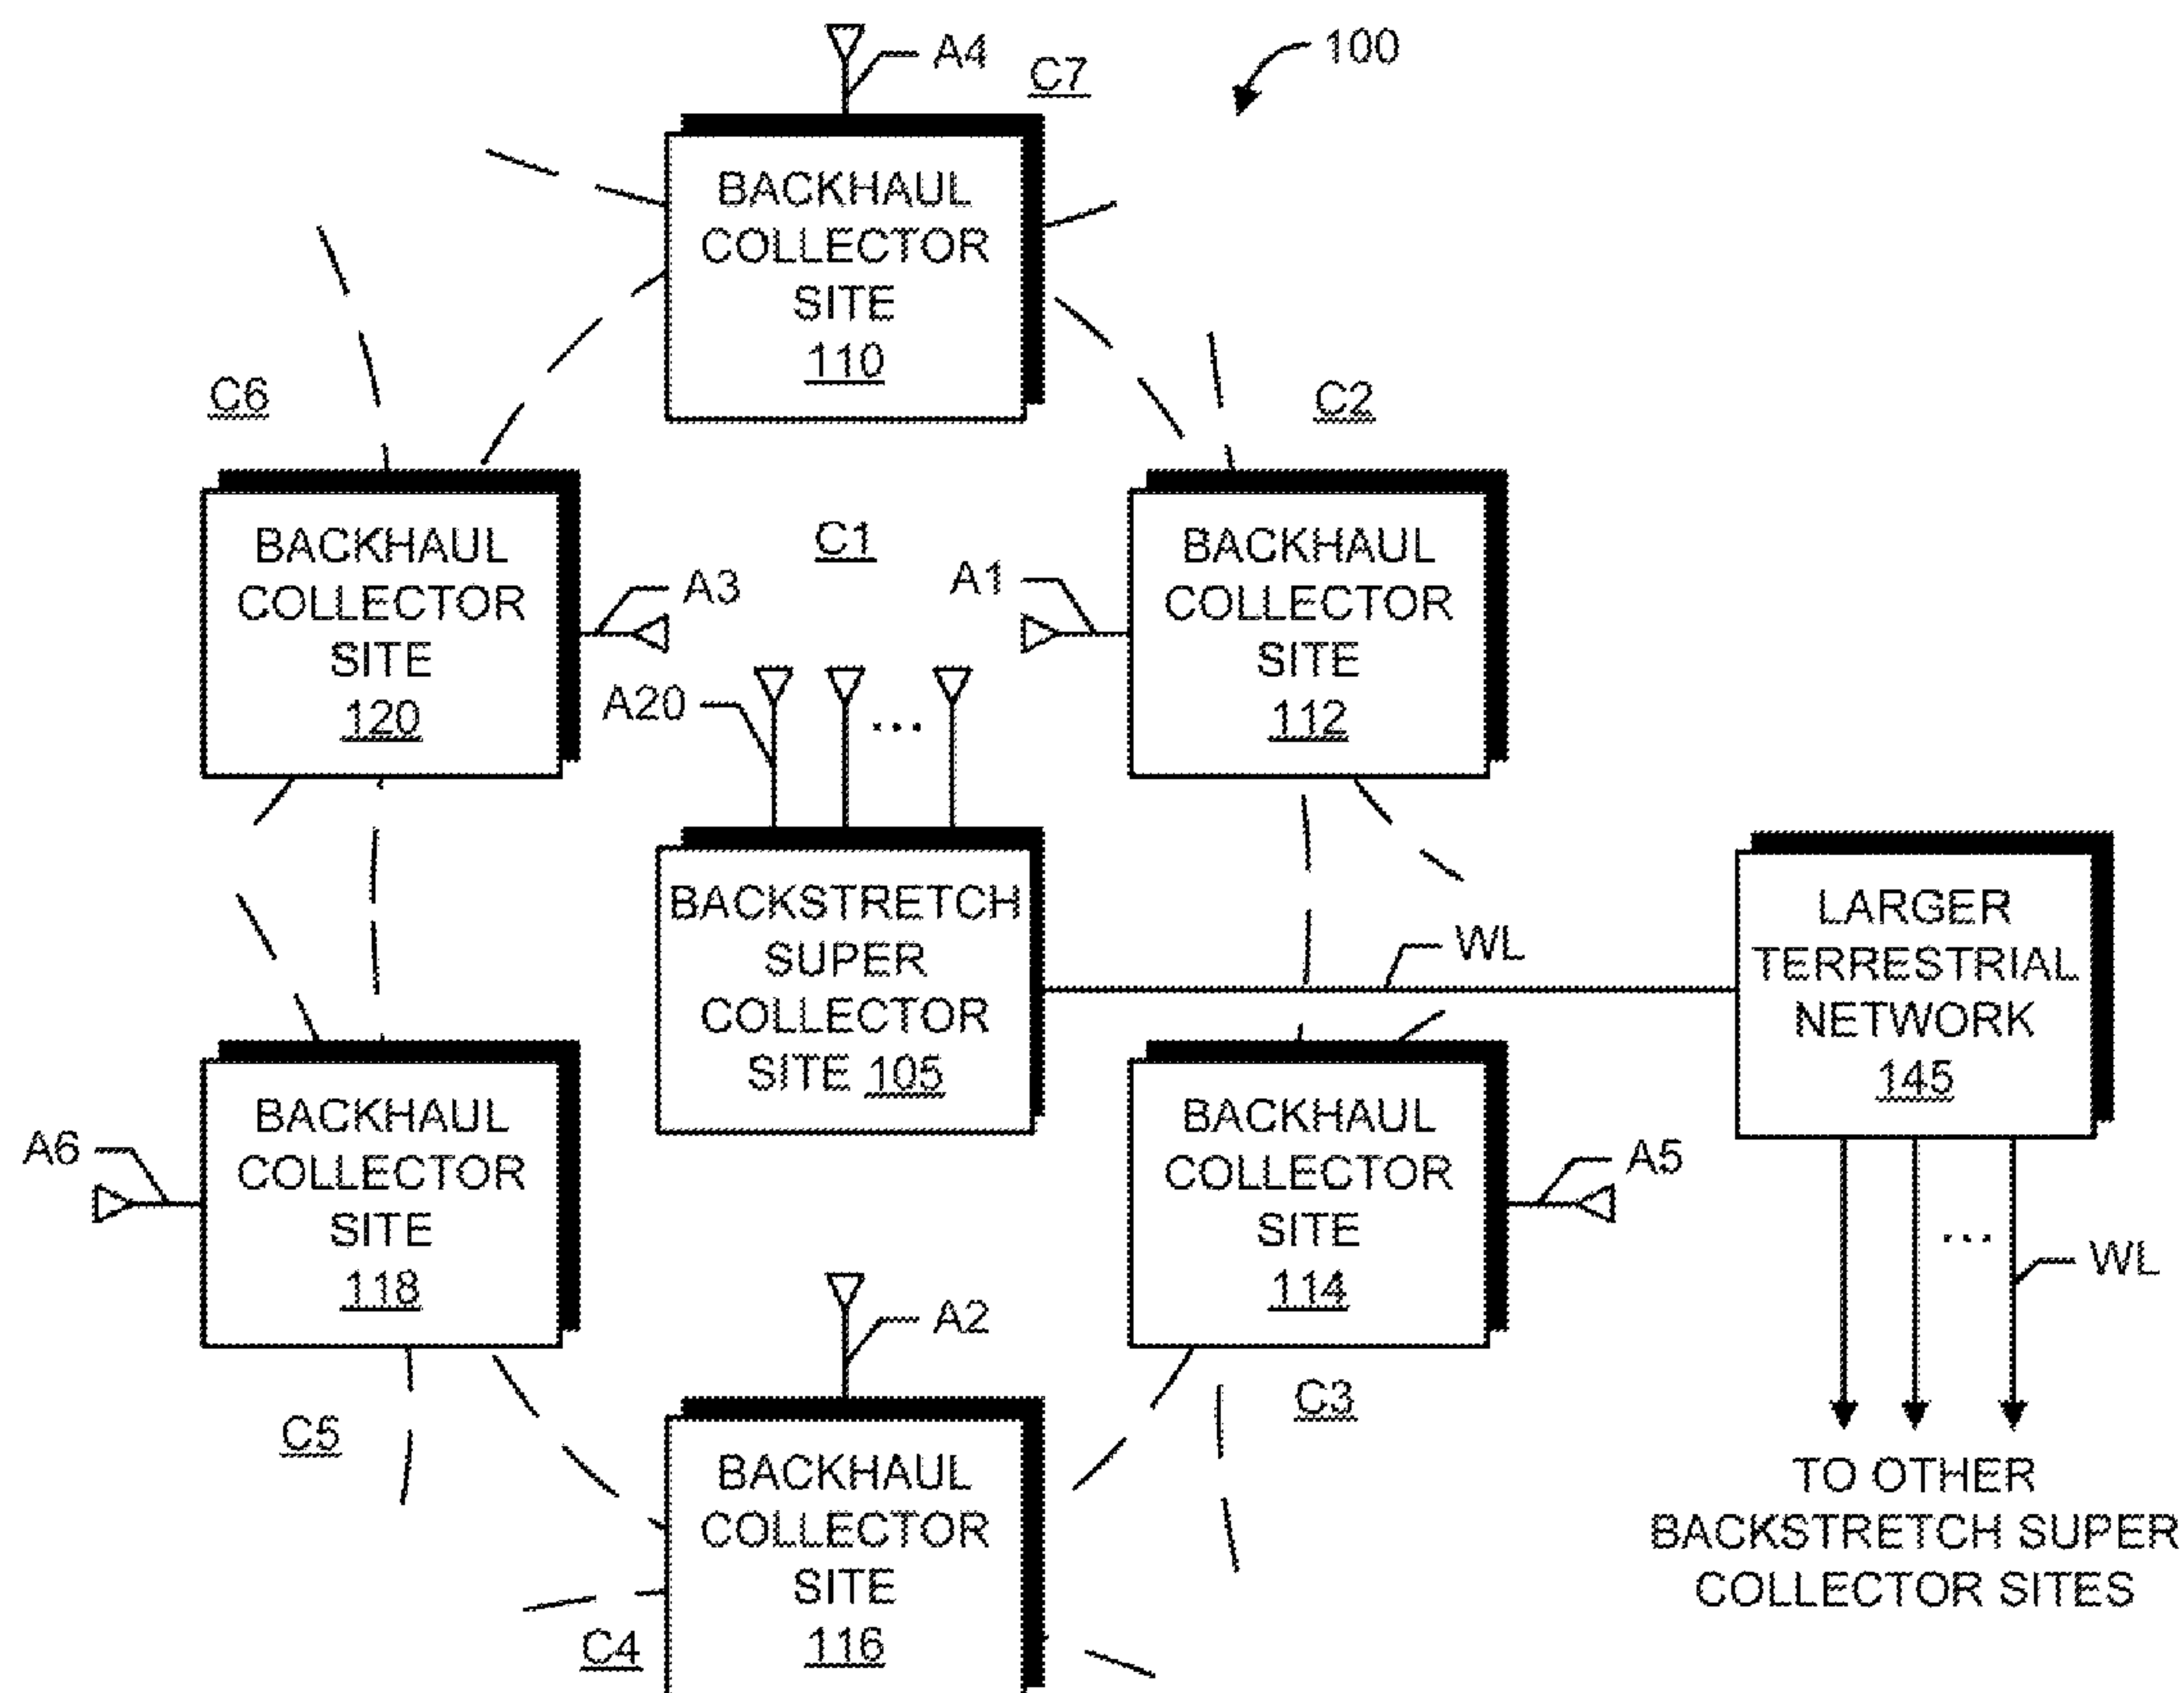 A4
C7
100
BACKHAUL
COLLECTOR
SITE
110
C6
C2
BACKHAUL
COLLECTOR
SITE
120
A3
C1
A1
BACKHAUL
COLLECTOR
SITE
112
A20
...
BACKSTRETCH
SUPER
COLLECTOR
SITE 105
WL
LARGER
TERRESTRIAL
NETWORK
145
A6
BACKHAUL
COLLECTOR
SITE
118
BACKHAUL
COLLECTOR
SITE
114
A5
...
WL
A2
C5
C3
BACKHAUL
COLLECTOR
SITE
116
C4
TO OTHER
BACKSTRETCH SUPER
COLLECTOR SITES